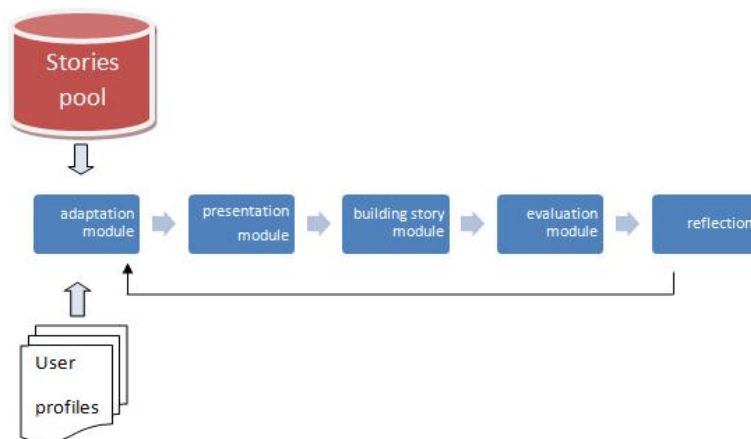 Stories
pool
adaptation
module
presentation
module
building story
module
evaluation
module
reflection
User
profiles